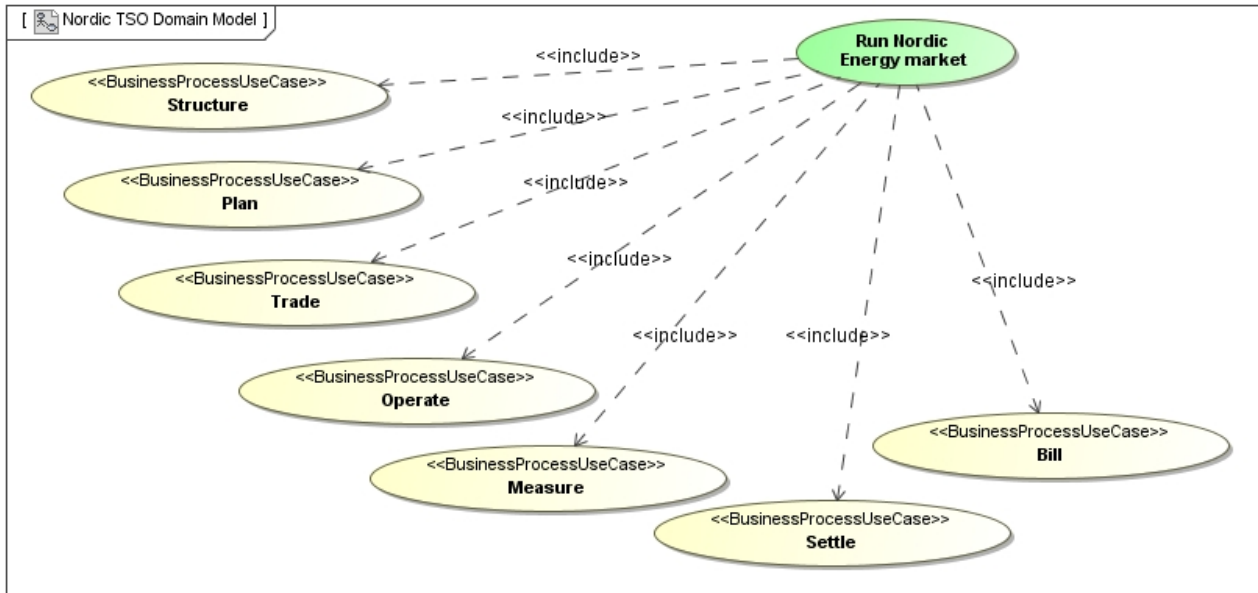 [ Nordic TSO Domain Model ]
Run Nordic
Energy market
<<include>>
<<BusinessProcessUseCase>>
Structure
<<include>>
<<BusinessProcessUseCase>>
Plan
<<include>>
<<BusinessProcessUseCase>>
Trade
<<include>>
<<include>>
<<include>>
<<include>>
<<BusinessProcessUseCase>>
Operate
<<BusinessProcessUseCase>>
Bill
<<BusinessProcessUseCase>>
Measure
<<BusinessProcessUseCase>>
Settle